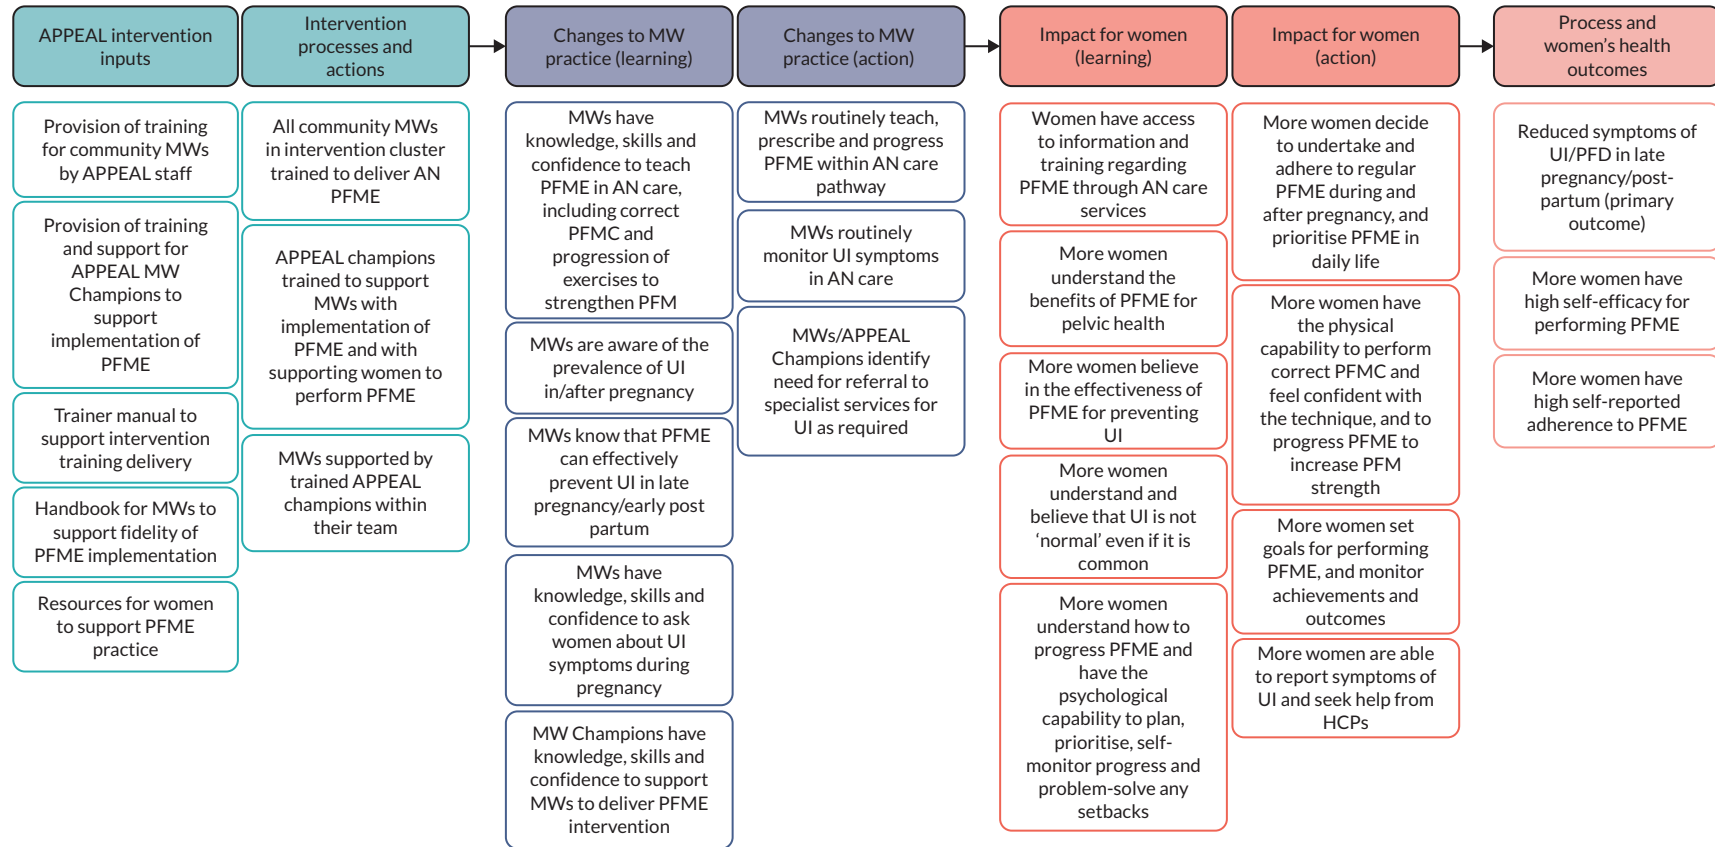 APPEAL intervention
inputs
Provision of training
for community MWs
by APPEAL staff
Provision of training
and support for
APPEAL MW
Champions to
support
implementation of
PFME
Trainer manual to
support intervention
training delivery
Handbook for MWs to
support fidelity of
PFME implementation
Resources for women
to support PFME
practice
Intervention
processes and
actions
All community MWs
in intervention cluster
trained to deliver AN
PFME
APPEAL champions
trained to support
MWs with
implementation of
PFME and with
supporting women to
perform PFME
MWs supported by
trained APPEAL
champions within
their team
Changes to MW
practice (learning)
MWs have
knowledge, skills and
confidence to teach
PFME in AN care,
including correct
PFMC and
progression of
exercises to
strengthen PFM
MWs are aware of the
prevalence of UI
in/after pregnancy
MWs know that PFME
can effectively
prevent UI in late
pregnancy/early post
partum
MWs have
knowledge, skills and
confidence to ask
women about UI
symptoms during
pregnancy
MW Champions have
knowledge, skills and
confidence to support
MWs to deliver PFME
intervention
Changes to MW
practice (action)
MWs routinely teach,
prescribe and progress
PFME within AN care
pathway
MWs routinely
monitor UI symptoms
in AN care
MWs/APPEAL
Champions identify
need for referral to
specialist services for
UI as required
Impact for women
(learning)
Women have access
to information and
training regarding
PFME through AN care
services
More women
understand the
benefits of PFME for
pelvic health
More women believe
in the effectiveness of
PFME for preventing
UI
More women
understand and
believe that UI is not
‘normal’ even if it is
common
More women
understand how to
progress PFME and
have the
psychological
capability to plan,
prioritise, self-
monitor progress and
problem-solve any
setbacks
Impact for women
(action)
More women decide
to undertake and
adhere to regular
PFME during and
after pregnancy, and
prioritise PFME in
daily life
More women have
the physical
capability to perform
correct PFMC and
feel confident with
the technique, and to
progress PFME to
increase PFM
strength
More women set
goals for performing
PFME, and monitor
achievements and
outcomes
More women are able
to report symptoms of
UI and seek help from
HCPs
Process and
women’s health
outcomes
Reduced symptoms of
UI/PFD in late
pregnancy/post-
partum (primary
outcome)
More women have
high self-efficacy for
performing PFME
More women have
high self-reported
adherence to PFME